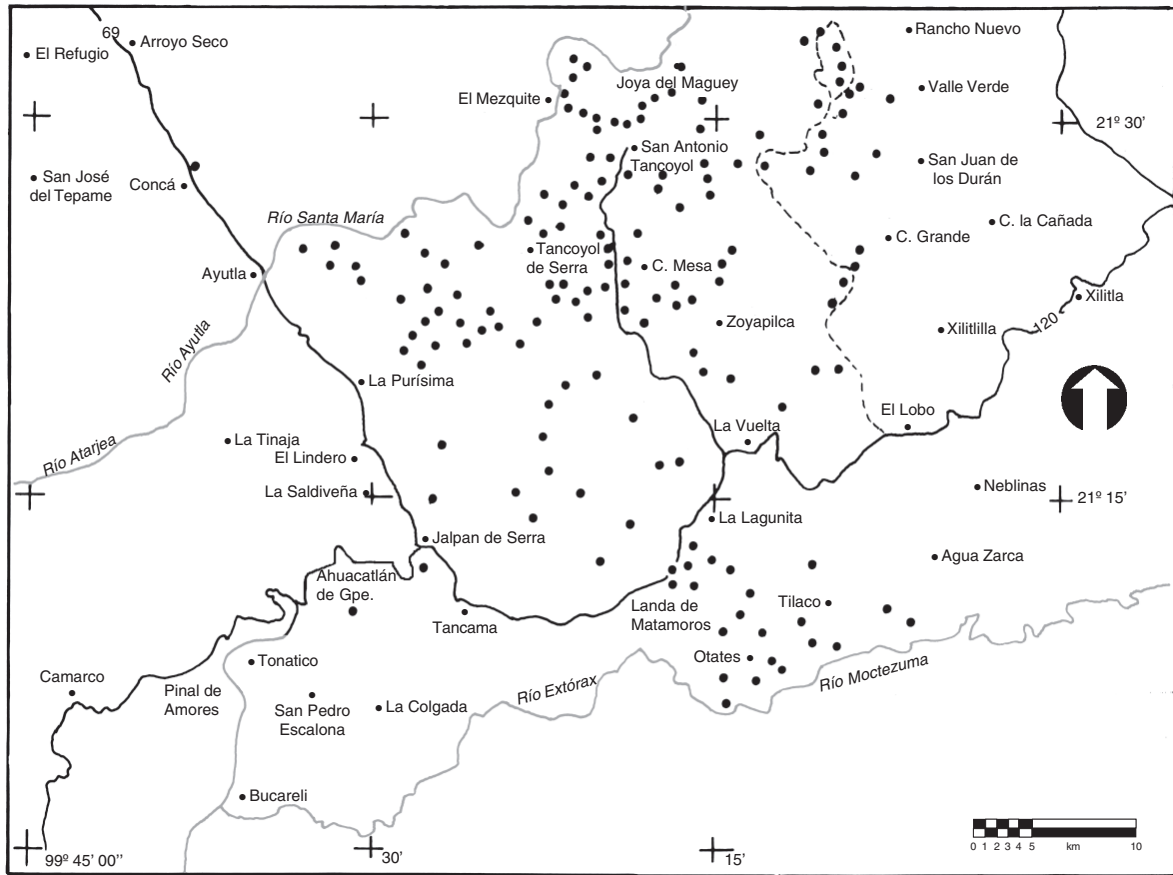 69
Arroyo Seco
El Refugio
Rancho Nuevo
Joya del Maguey
Valle Verde
El Mezquite
21º 30'
San Antonio
Tancoyol
San José
del Tepame
Concá
San Juan de
los Durán
Río Santa María
C. la Cañada
C. Grande
Tancoyol
de Serra
C. Mesa
Ayutla
Xilitla
120
Zoyapilca
Xilitlilla
Río Ayutla
La Purísima
El Lobo
La Vuelta
La Tinaja
Río Atarjea
El Lindero
La Saldiveña
Neblinas
21º 15'
La Lagunita
Jalpan de Serra
Agua Zarca
Ahuacatlán
de Gpe.
Tancama
Landa de
Matamoros
Tilaco
Otates
Tonatico
Camarco
Pinal de
Amores
San Pedro
Escalona
La Colgada
Río Extórax
Río Moctezuma
Bucareli
99º 45' 00''
30'
15'
0 1 2 3 4 5 km 10